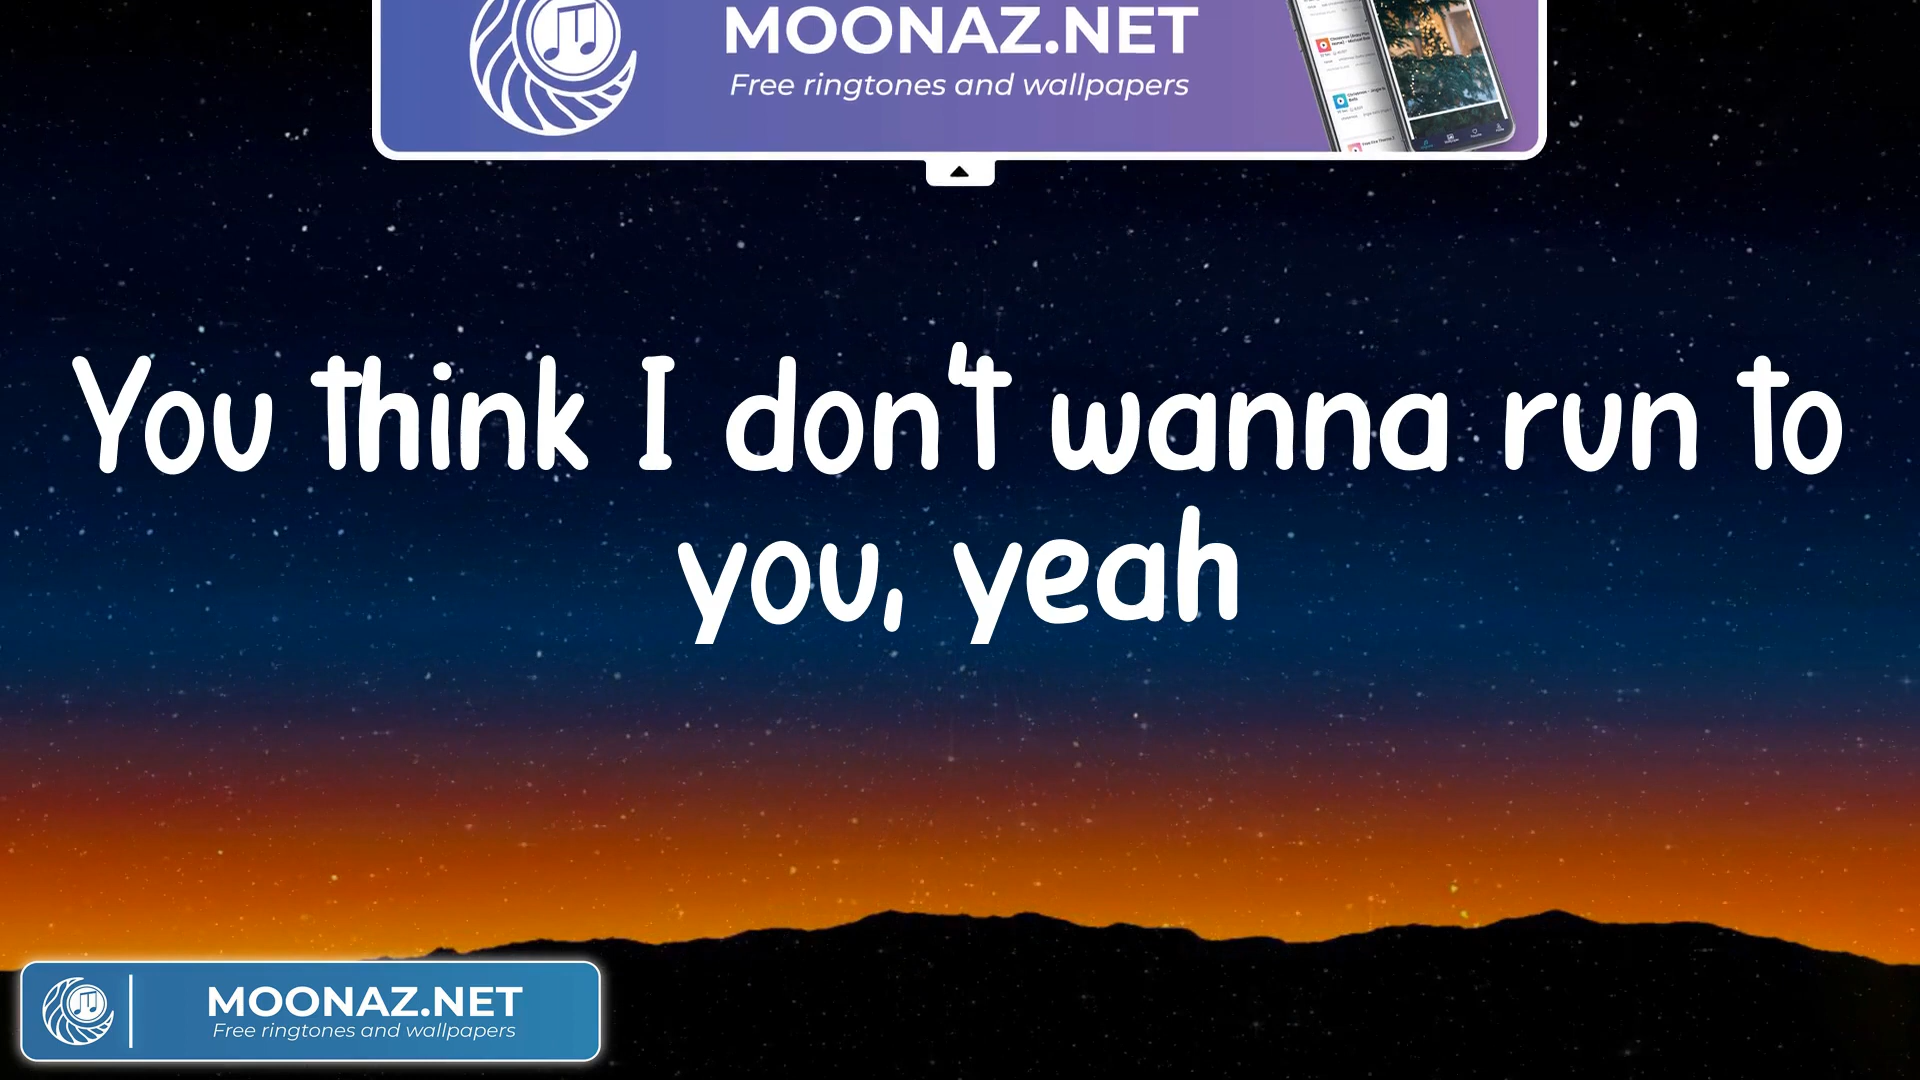 MOONAZ.NET
Free ringtones and wallpapers
You think I don't wanna run to
you, yeah
MOONAZ.NET
Free ringtones and wallpapers